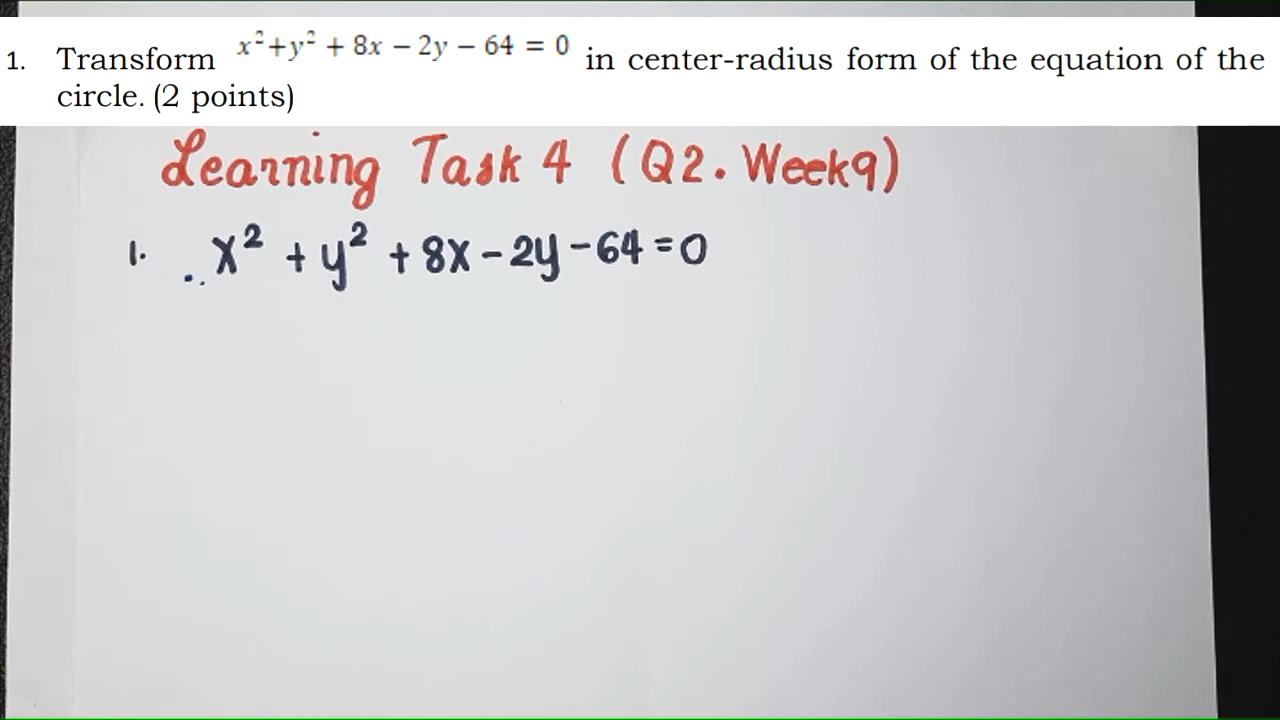 1. Transform x²+y² + 8x − 2y − 64 = 0 in center-radius form of the equation of the
circle. (2 points)
Learning Task 4 (Q2. Week9)
1. x² + y² + 8x - 2y - 64 = 0